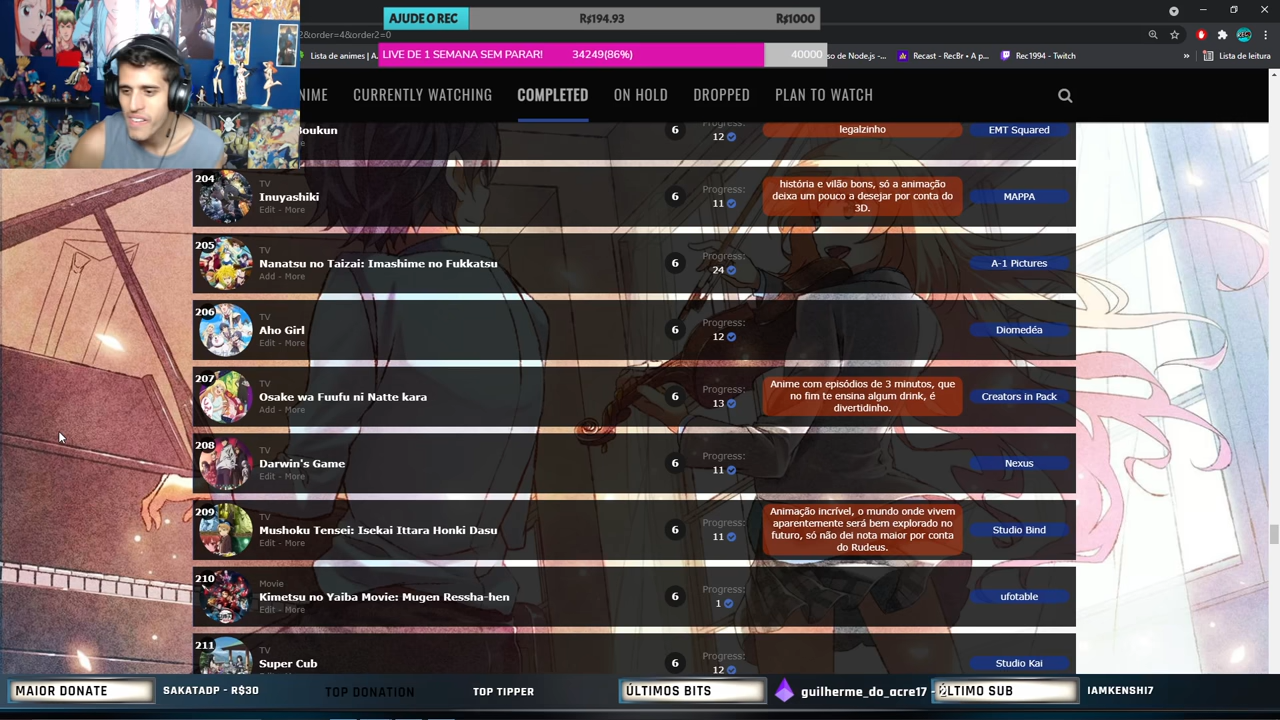 AJUDE O REC
R$194.93
R$1000
2&order=4&order2=0
Lista de animes | A
LIVE DE 1 SEMANA SEM PARAR!
34249(86%)
40000
so de Node.js -...
Recast - RecBr • A p...
Rec1994 - Twitch
»
Lista de leitura
NIME
CURRENTLY WATCHING
COMPLETED
ON HOLD
DROPPED
PLAN TO WATCH
oukun
6
Progress:
12
legalzinho
EMT Squared
204
TV
Inuyashiki
Edit - More
6
Progress:
11
história e vilão bons, só a animação
deixa um pouco a desejar por conta do
3D.
MAPPA
205
TV
Nanatsu no Taizai: Imashime no Fukkatsu
Add - More
6
Progress:
24
A-1 Pictures
206
TV
Aho Girl
Edit - More
6
Progress:
12
Diomedéa
207
TV
Osake wa Fuufu ni Natte kara
Add - More
6
Progress:
13
Anime com episódios de 3 minutos, que
no fim te ensina algum drink, é
divertidinho.
Creators in Pack
208
TV
Darwin's Game
Edit - More
6
Progress:
11
Nexus
209
TV
Mushoku Tensei: Isekai Ittara Honki Dasu
Edit - More
6
Progress:
11
Animação incrível, o mundo onde vivem
aparentemente será bem explorado no
futuro, só não dei nota maior por conta
do Rudeus.
Studio Bind
210
Movie
Kimetsu no Yaiba Movie: Mugen Ressha-hen
Edit - More
6
Progress:
1
ufotable
211
TV
Super Cub
6
Progress:
12
Studio Kai
MAIOR DONATE
SAKATADP - R$30
TOP DONATION
TOP TIPPER
ÚLTIMOS BITS
guilherme_do_acre17 -
ÚLTIMO SUB
IAMKENSHI7